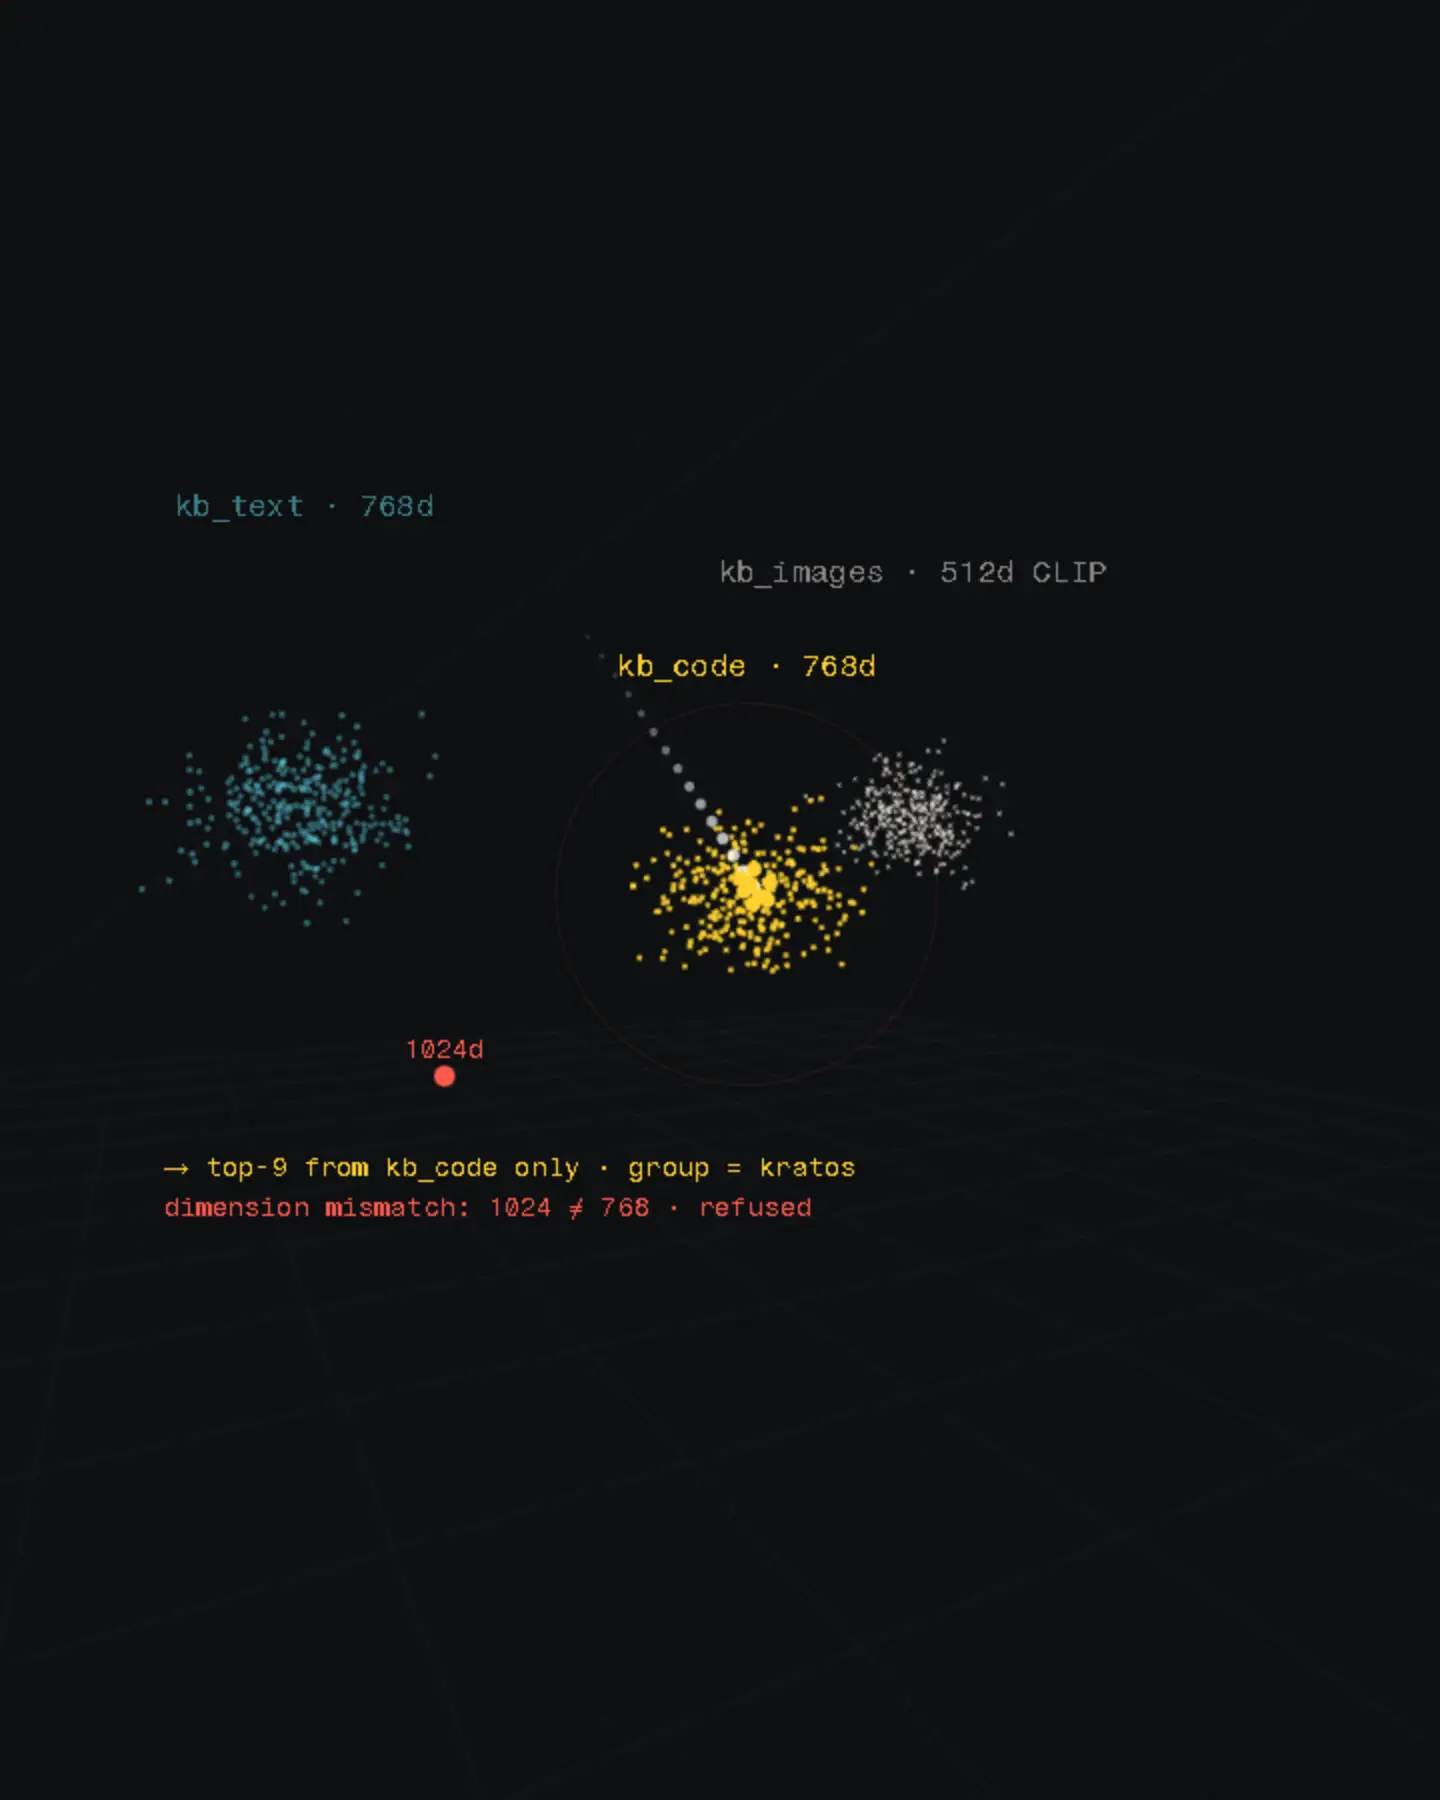 kb_text · 768d
kb_images · 512d CLIP
kb_code · 768d
1024d
→ top-9 from kb_code only · group = kratos
dimension mismatch: 1024 ≠ 768 · refused